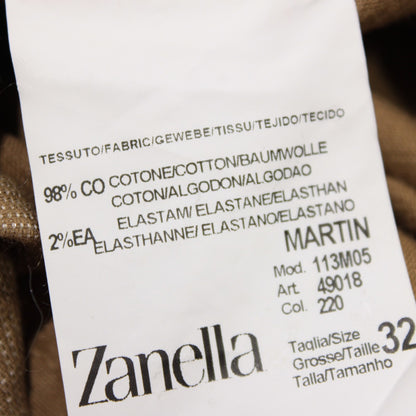 TESSUTO/FABRIC/GEWEBE/TISSU/TEJIDO/TECIDO
98% CO COTONE/COTTON/BAUMWOLLE
COTON/ALGODON/ALGODAO
2%EA ELASTAM/ ELASTANE/ELASTHAN
ELASTHANNE/ ELASTANO/ELASTANO
MARTIN
Mod. 113M05
Art. 49018
Col. 220
Zanella
Taglia/Size 32
Grosse/Taille
Talla/Tamanho